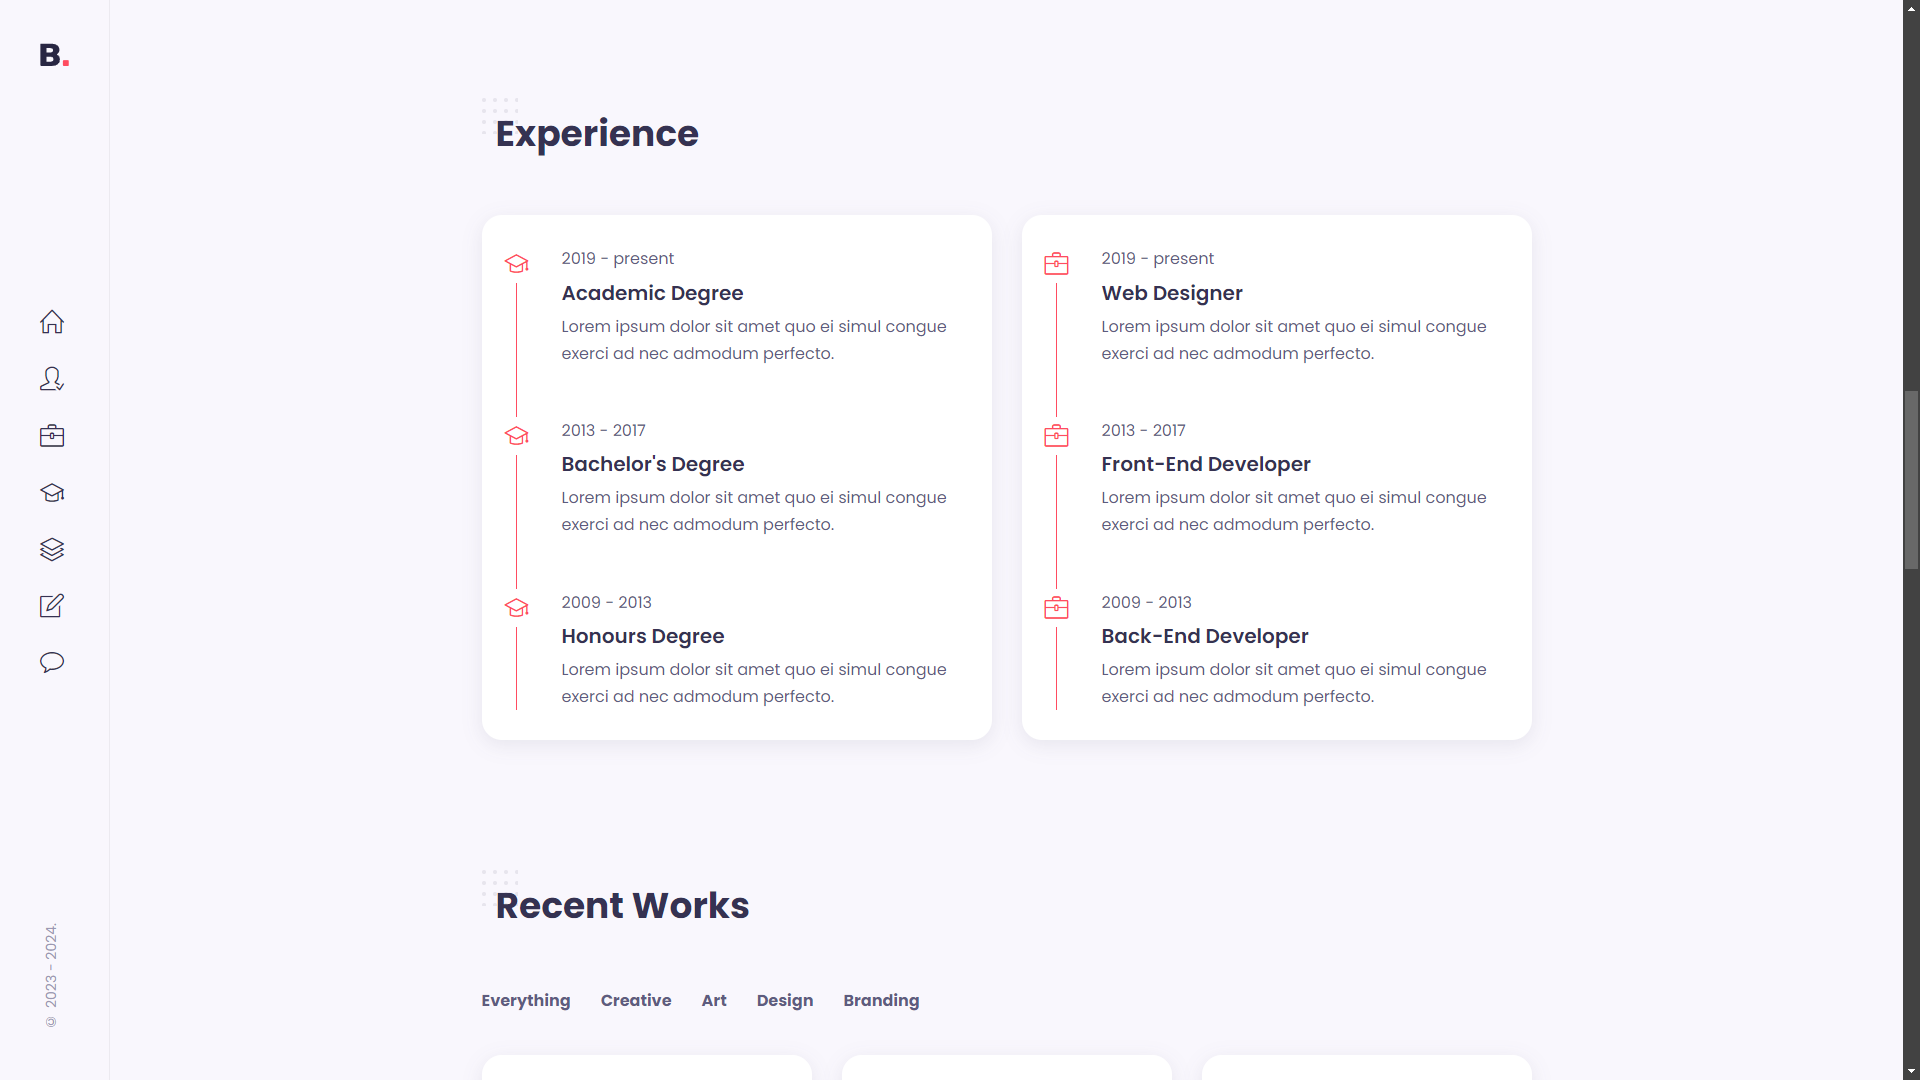 B.
Experience
2019 - present
Academic Degree
Lorem ipsum dolor sit amet quo ei simul congue
exerci ad nec admodum perfecto.
2013 - 2017
Bachelor's Degree
Lorem ipsum dolor sit amet quo ei simul congue
exerci ad nec admodum perfecto.
2009 - 2013
Honours Degree
Lorem ipsum dolor sit amet quo ei simul congue
exerci ad nec admodum perfecto.
2019 - present
Web Designer
Lorem ipsum dolor sit amet quo ei simul congue
exerci ad nec admodum perfecto.
2013 - 2017
Front-End Developer
Lorem ipsum dolor sit amet quo ei simul congue
exerci ad nec admodum perfecto.
2009 - 2013
Back-End Developer
Lorem ipsum dolor sit amet quo ei simul congue
exerci ad nec admodum perfecto.
Recent Works
Everything Creative Art Design Branding
© 2023 - 2024.